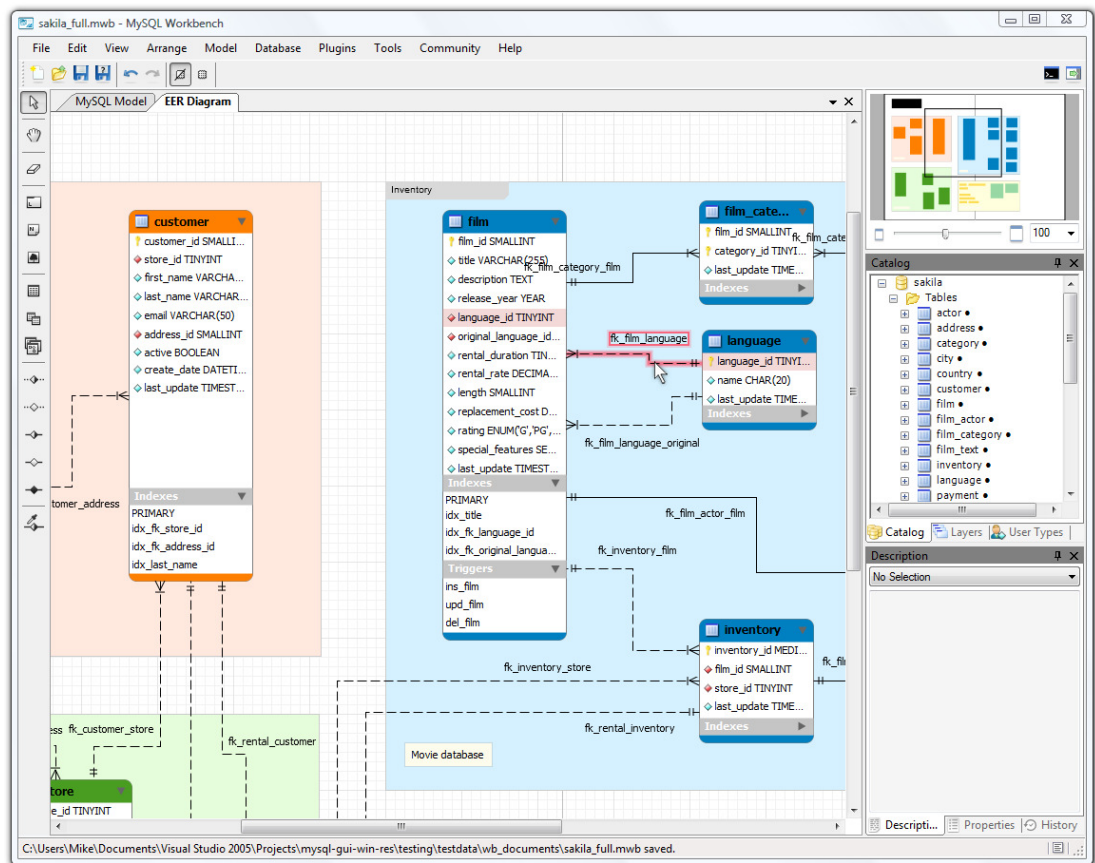 sakila_full.mwb - MySQL Workbench
File Edit View Arrange Model Database Plugins Tools Community Help
MySQL Model EER Diagram
Inventory
customer
customer_id SMALLI...
store_id TINYINT
first_name VARCHA...
last_name VARCHAR...
email VARCHAR(50)
address_id SMALLINT
active BOOLEAN
create_date DATETI...
last_update TIMEST...
Indexes
PRIMARY
idx_fk_store_id
idx_fk_address_id
idx_last_name
tomer_address
film
film_id SMALLINT
title VARCHAR(255)
description TEXT
release_year YEAR
language_id TINYINT
original_language_id...
rental_duration TIN...
rental_rate DECIMA...
length SMALLINT
replacement_cost D...
rating ENUM('G','PG',...
special_features SE...
last_update TIMEST...
Indexes
PRIMARY
idx_title
idx_fk_language_id
idx_fk_original_langua...
Triggers
ins_film
upd_film
del_film
fk_film_category_film
film_cate...
film_id SMALLINT
category_id TINYI...
last_update TIME...
Indexes
fk_film_cate
fk_film_language
language
language_id TINYI...
name CHAR(20)
last_update TIME...
Indexes
fk_film_language_original
fk_film_actor_film
fk_inventory_film
inventory
inventory_id MEDI...
film_id SMALLINT
store_id TINYINT
last_update TIME...
Indexes
fk_inventory_store
fk_rental_inventory
fk_fil
Movie database
ess fk_customer_store
fk_rental_customer
tore
e_id TINYINT
100
Catalog
sakila
Tables
actor •
address •
category •
city •
country •
customer •
film •
film_actor •
film_category •
film_text •
inventory •
language •
payment •
Catalog Layers User Types
Description
No Selection
Descripti... Properties History
C:\Users\Mike\Documents\Visual Studio 2005\Projects\mysql-gui-win-res\testing\testdata\wb_documents\sakila_full.mwb saved.